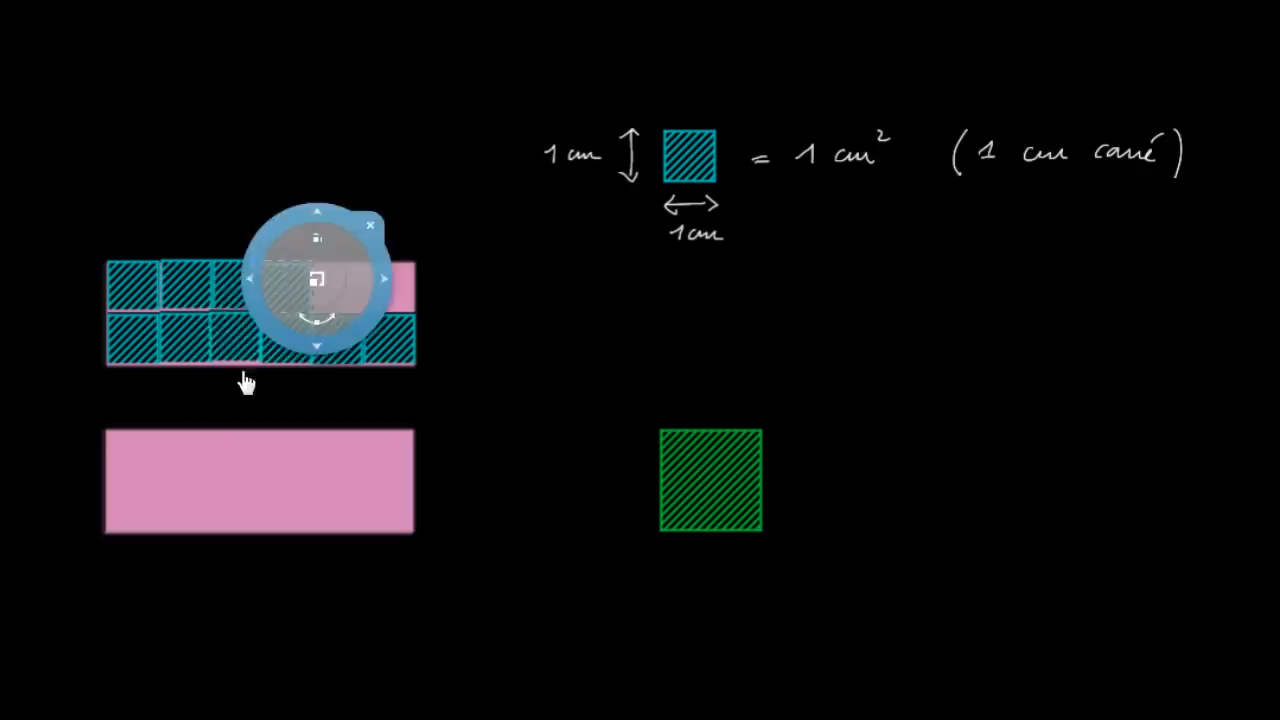 1 cm = 1 cm² (1 cm carré)
1 cm